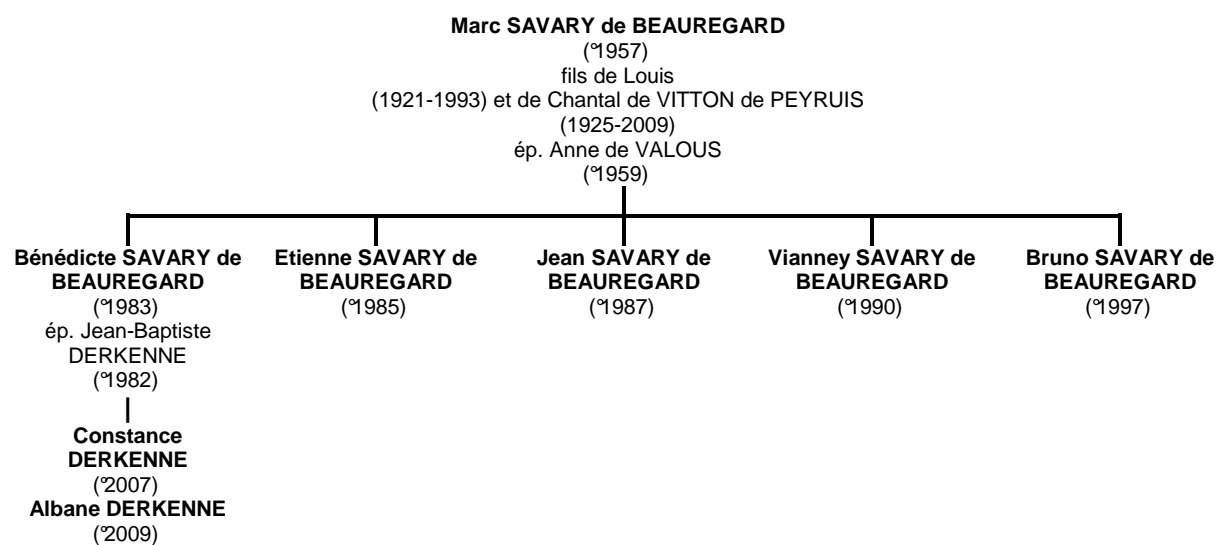 Marc SAVARY de BEAUREGARD
(°1957)
fils de Louis
(1921-1993) et de Chantal de VITTON de PEYRUIS
(1925-2009)
ép. Anne de VALOUS
(°1959)
Bénédicte SAVARY de
BEAUREGARD
(°1983)
ép. Jean-Baptiste
DERKENNE
(°1982)
Constance
DERKENNE
(°2007)
Albane DERKENNE
(°2009)
Etienne SAVARY de
BEAUREGARD
(°1985)
Jean SAVARY de
BEAUREGARD
(°1987)
Vianney SAVARY de
BEAUREGARD
(°1990)
Bruno SAVARY de
BEAUREGARD
(°1997)